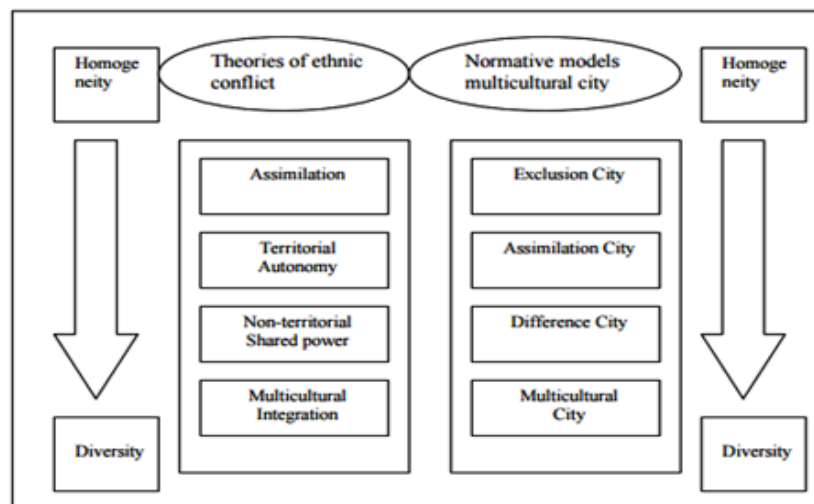 Homoge
neity
Theories of ethnic
conflict
Normative models
multicultural city
Homoge
neity
Assimilation
Exclusion City
Territorial
Autonomy
Assimilation City
Non-territorial
Shared power
Difference City
Multicultural
Integration
Multicultural
City
Diversity
Diversity